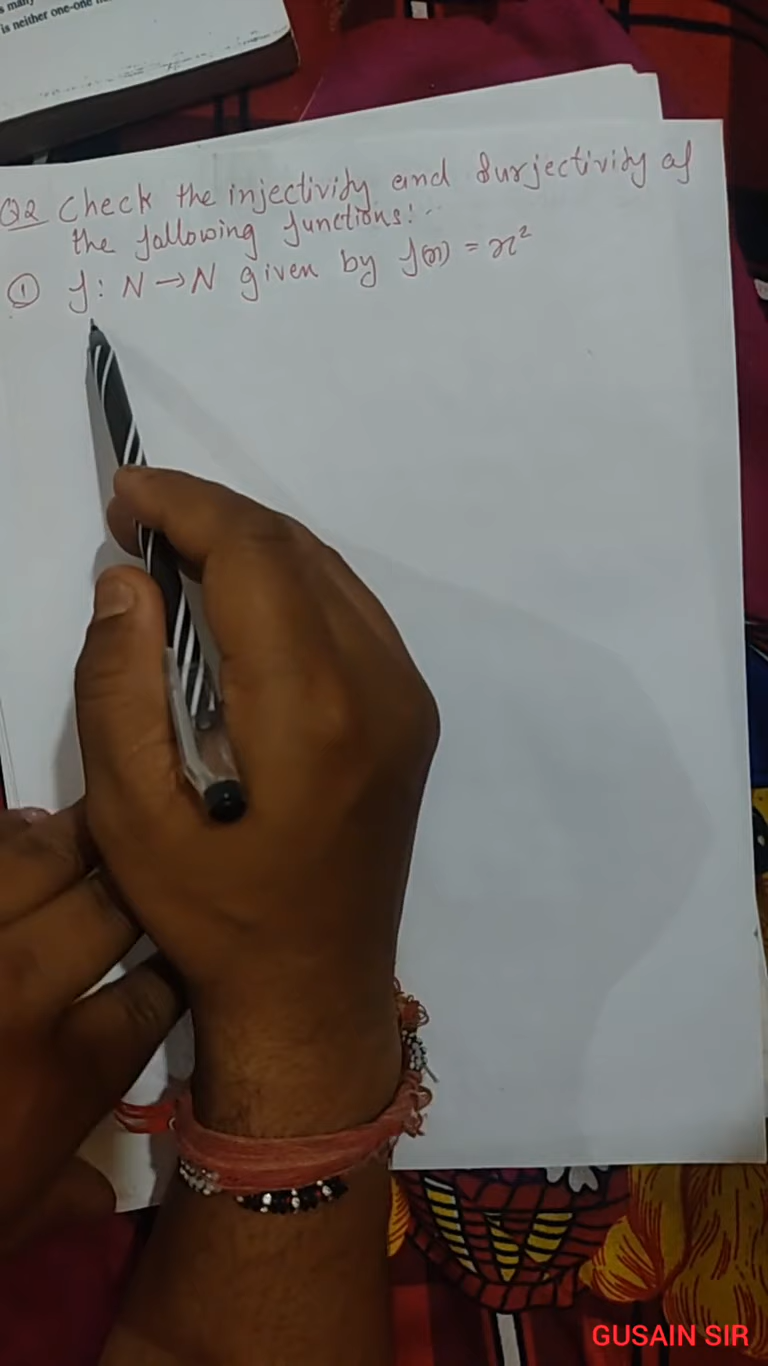 s many
is neither one-one
Q2 Check the injectivity and Surjectivity of
the following functions:-
① f: N → N given by f(x) = x²
GUSAIN SIR